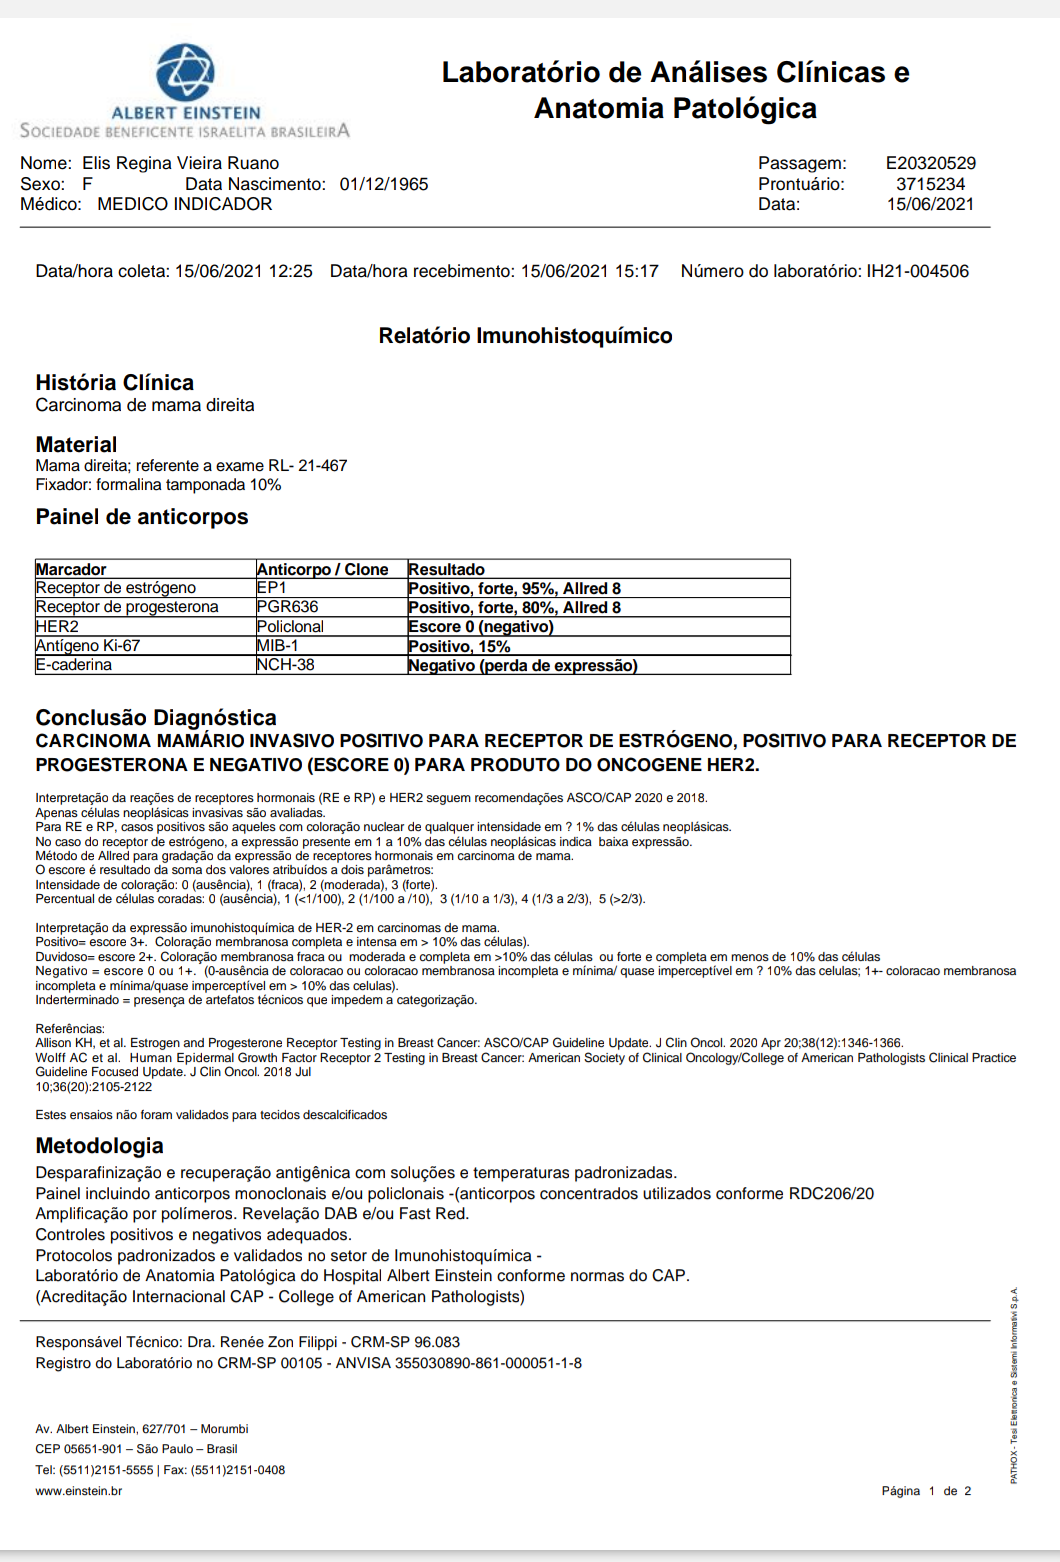 ALBERT EINSTEIN
SOCIEDADE BENEFICENTE ISRAELITA BRASILEIRA
Laboratório de Análises Clínicas e
Anatomia Patológica
Nome: Elis Regina Vieira Ruano
Sexo: F Data Nascimento: 01/12/1965
Médico: MEDICO INDICADOR
Passagem: E20320529
Prontuário: 3715234
Data: 15/06/2021
Data/hora coleta: 15/06/2021 12:25 Data/hora recebimento: 15/06/2021 15:17 Número do laboratório: IH21-004506
Relatório Imunohistoquímico
História Clínica
Carcinoma de mama direita
Material
Mama direita; referente a exame RL- 21-467
Fixador: formalina tamponada 10%
Painel de anticorpos
Marcador Anticorpo / Clone Resultado
Receptor de estrógeno EP1 Positivo, forte, 95%, Allred 8
Receptor de progesterona PGR636 Positivo, forte, 80%, Allred 8
HER2 Policlonal Escore 0 (negativo)
Antígeno Ki-67 MIB-1 Positivo, 15%
E-caderina NCH-38 Negativo (perda de expressão)
Conclusão Diagnóstica
CARCINOMA MAMÁRIO INVASIVO POSITIVO PARA RECEPTOR DE ESTRÓGENO, POSITIVO PARA RECEPTOR DE
PROGESTERONA E NEGATIVO (ESCORE 0) PARA PRODUTO DO ONCOGENE HER2.
Interpretação da reações de receptores hormonais (RE e RP) e HER2 seguem recomendações ASCO/CAP 2020 e 2018.
Apenas células neoplásicas invasivas são avaliadas.
Para RE e RP, casos positivos são aqueles com coloração nuclear de qualquer intensidade em ? 1% das células neoplásicas.
No caso do receptor de estrógeno, a expressão presente em 1 a 10% das células neoplásicas indica baixa expressão.
Método de Allred para gradação da expressão de receptores hormonais em carcinoma de mama.
O escore é resultado da soma dos valores atribuídos a dois parâmetros:
Intensidade de coloração: 0 (ausência), 1 (fraca), 2 (moderada), 3 (forte).
Percentual de células coradas: 0 (ausência), 1 (<1/100), 2 (1/100 a /10), 3 (1/10 a 1/3), 4 (1/3 a 2/3), 5 (>2/3).
Interpretação da expressão imunohistoquímica de HER-2 em carcinomas de mama.
Positivo= escore 3+. Coloração membranosa completa e intensa em > 10% das células).
Duvidoso= escore 2+. Coloração membranosa fraca ou moderada e completa em >10% das células ou forte e completa em menos de 10% das células
Negativo = escore 0 ou 1+. (0-ausência de coloracao ou coloracao membranosa incompleta e mínima/ quase imperceptível em ? 10% das celulas; 1+- coloracao membranosa
incompleta e mínima/quase imperceptível em > 10% das celulas).
Inderterminado = presença de artefatos técnicos que impedem a categorização.
Referências:
Allison KH, et al. Estrogen and Progesterone Receptor Testing in Breast Cancer: ASCO/CAP Guideline Update. J Clin Oncol. 2020 Apr 20;38(12):1346-1366.
Wolff AC et al. Human Epidermal Growth Factor Receptor 2 Testing in Breast Cancer: American Society of Clinical Oncology/College of American Pathologists Clinical Practice
Guideline Focused Update. J Clin Oncol. 2018 Jul
10;36(20):2105-2122
Estes ensaios não foram validados para tecidos descalcificados
Metodologia
Desparafinização e recuperação antigênica com soluções e temperaturas padronizadas.
Painel incluindo anticorpos monoclonais e/ou policlonais -(anticorpos concentrados utilizados conforme RDC206/20
Amplificação por polímeros. Revelação DAB e/ou Fast Red.
Controles positivos e negativos adequados.
Protocolos padronizados e validados no setor de Imunohistoquímica -
Laboratório de Anatomia Patológica do Hospital Albert Einstein conforme normas do CAP.
(Acreditação Internacional CAP - College of American Pathologists)
Responsável Técnico: Dra. Renée Zon Filippi - CRM-SP 96.083
Registro do Laboratório no CRM-SP 00105 - ANVISA 355030890-861-000051-1-8
Av. Albert Einstein, 627/701 – Morumbi
CEP 05651-901 – São Paulo – Brasil
Tel: (5511)2151-5555 | Fax: (5511)2151-0408
www.einstein.br
Página 1 de 2
PATHOX - Tesi Elettronica e Sistemi Informativi S.p.A.